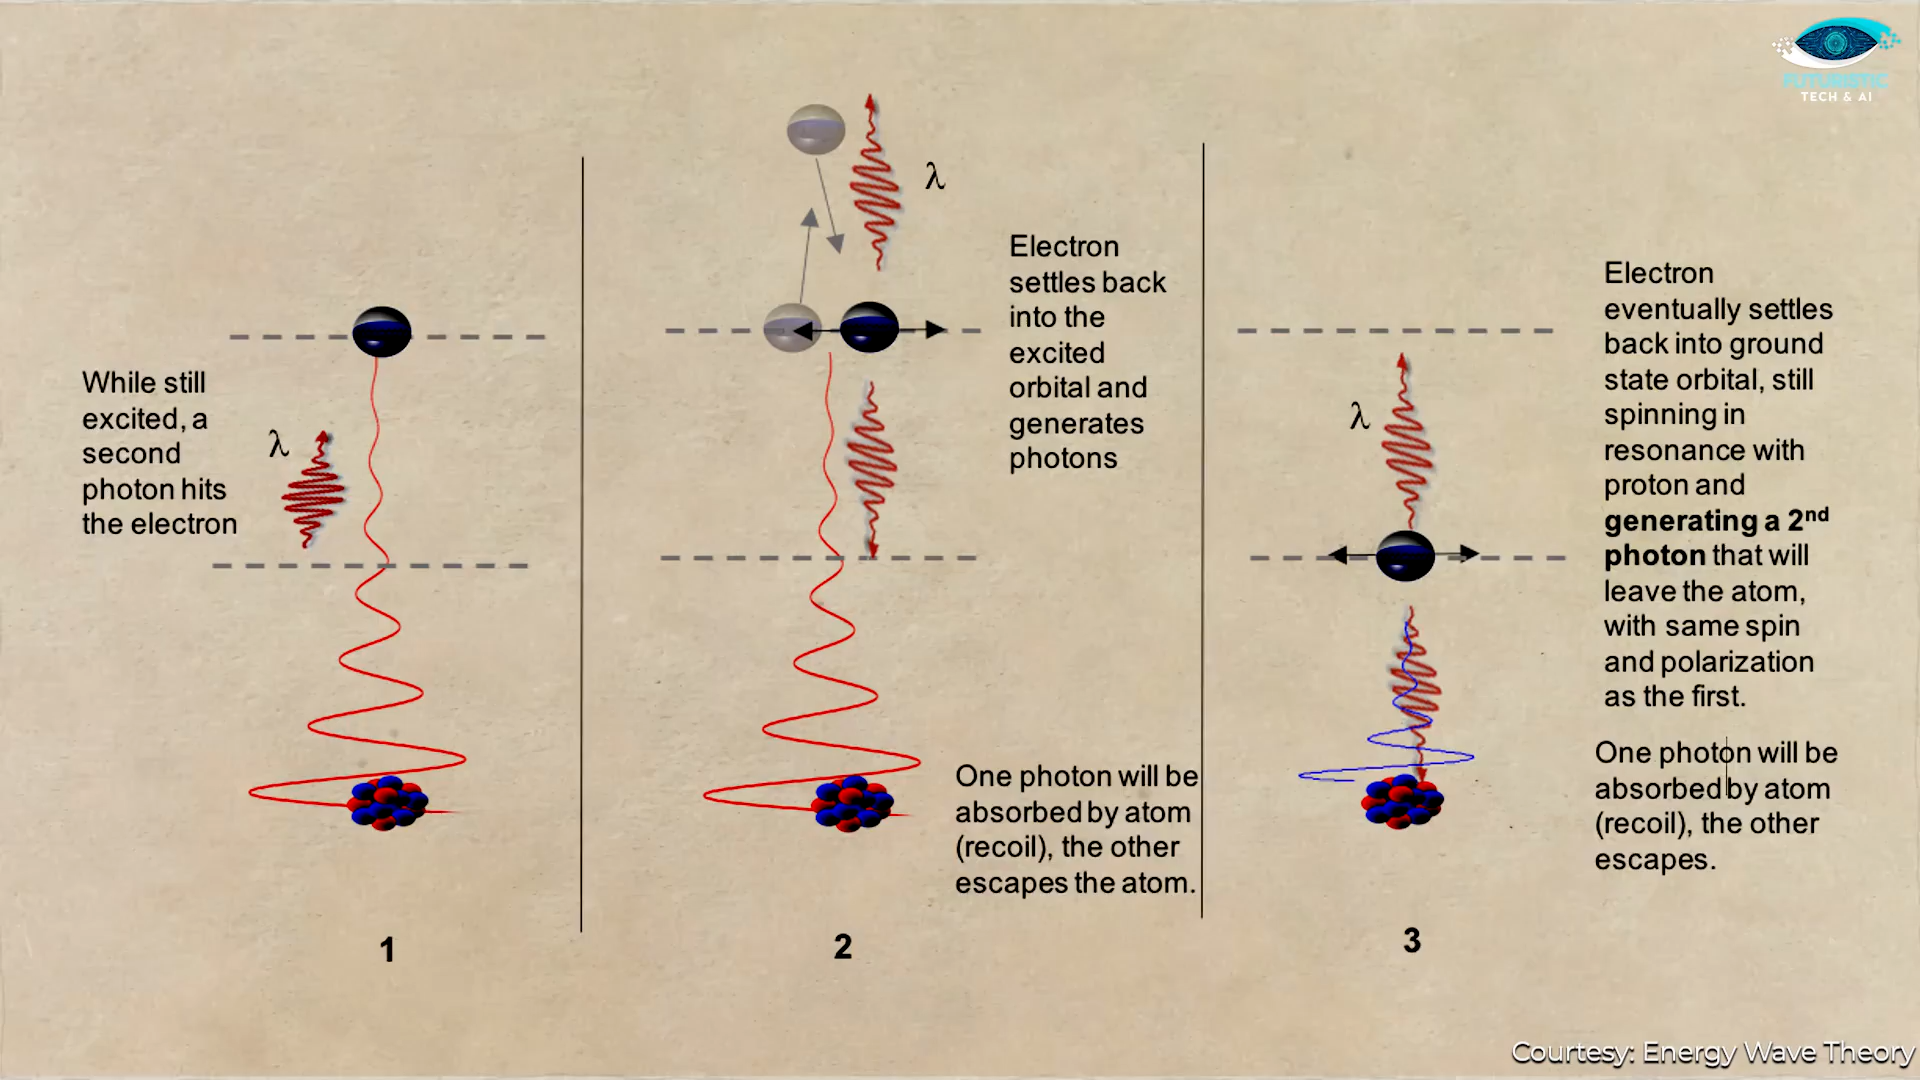 FUTURISTIC
TECH & AI
While still
excited, a
second
photon hits
the electron
λ
1
λ
Electron
settles back
into the
excited
orbital and
generates
photons
One photon will be
absorbed by atom
(recoil), the other
escapes the atom.
2
λ
Electron
eventually settles
back into ground
state orbital, still
spinning in
resonance with
proton and
generating a 2nd
photon that will
leave the atom,
with same spin
and polarization
as the first.
One photon will be
absorbed by atom
(recoil), the other
escapes.
3
Courtesy: Energy Wave Theory